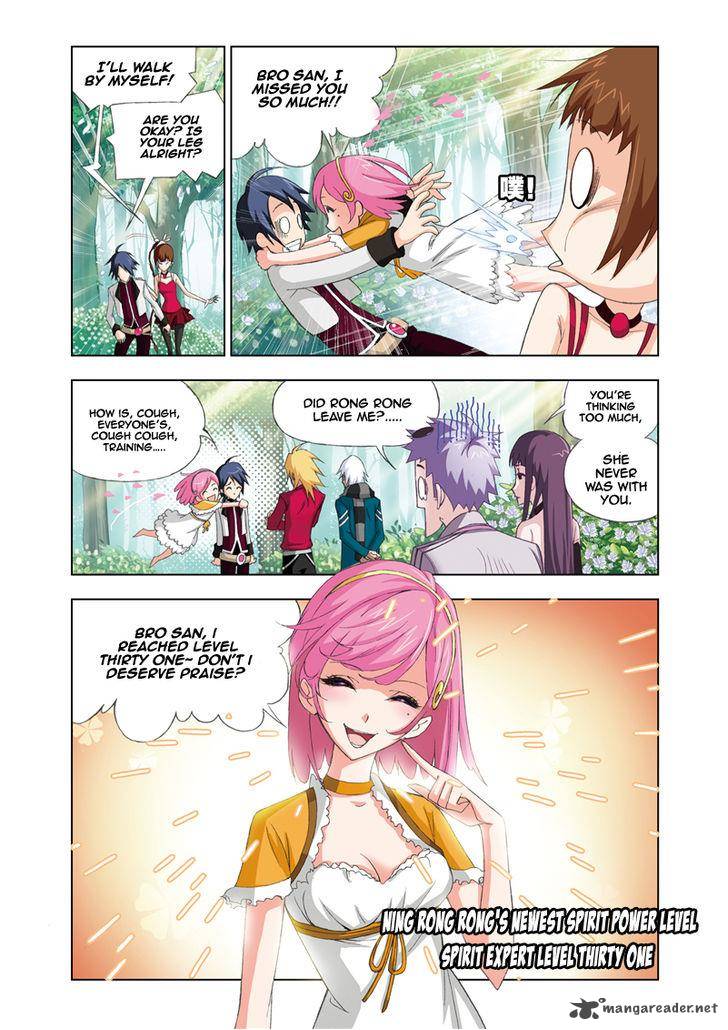 I'LL WALK
BY MYSELF!
ARE YOU
OKAY? IS
YOUR LEG
ALRIGHT?
BRO SAN, I
MISSED YOU
SO MUCH!!
噗!
HOW IS, COUGH,
EVERYONE'S,
COUGH COUGH,
TRAINING.....
DID RONG RONG
LEAVE ME?.....
YOU'RE
THINKING
TOO MUCH,
SHE
NEVER
WAS WITH
YOU.
BRO SAN, I
REACHED LEVEL
THIRTY ONE~ DON'T I
DESERVE PRAISE?
NING RONG RONG'S NEWEST SPIRIT POWER LEVEL
SPIRIT EXPERT LEVEL THIRTY ONE
mangareader.net